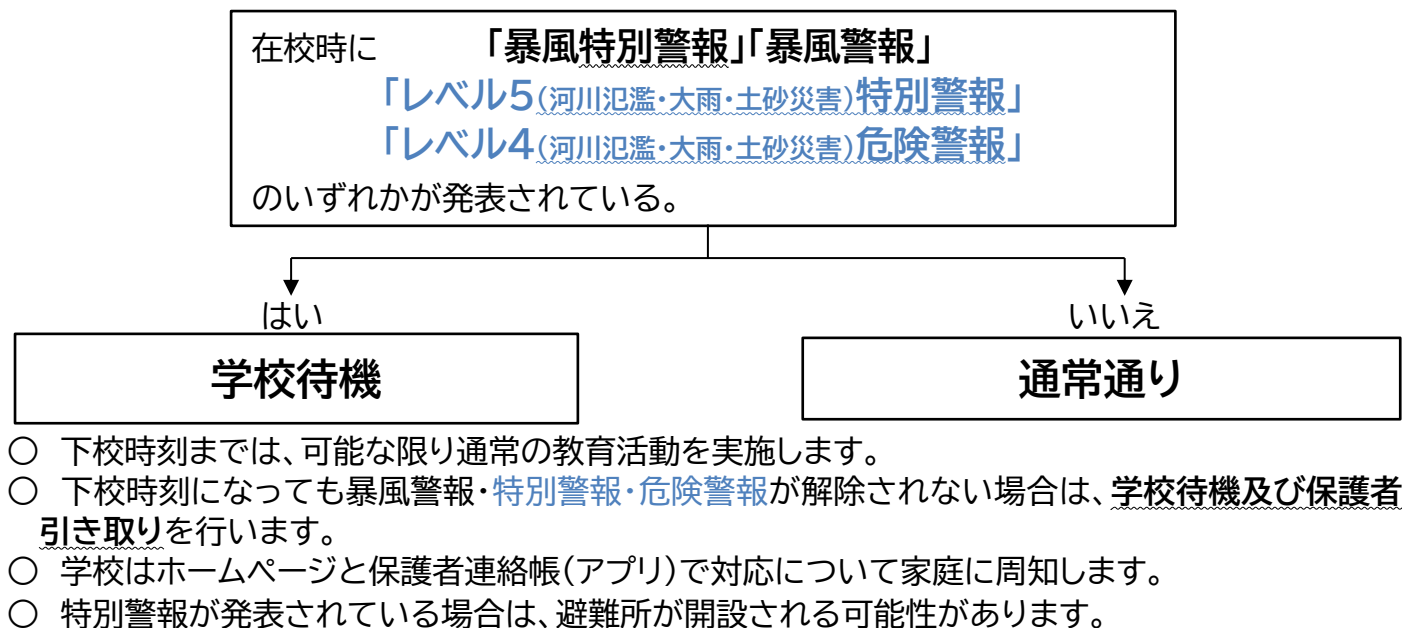 在校時に 「暴風特別警報」「暴風警報」
「レベル5(河川氾濫・大雨・土砂災害)特別警報」
「レベル4(河川氾濫・大雨・土砂災害)危険警報」
のいずれかが発表されている。
はい いいえ
学校待機 通常通り
○ 下校時刻までは、可能な限り通常の教育活動を実施します。
○ 下校時刻になっても暴風警報・特別警報・危険警報が解除されない場合は、学校待機及び保護者
引き取りを行います。
○ 学校はホームページと保護者連絡帳(アプリ)で対応について家庭に周知します。
○ 特別警報が発表されている場合は、避難所が開設される可能性があります。